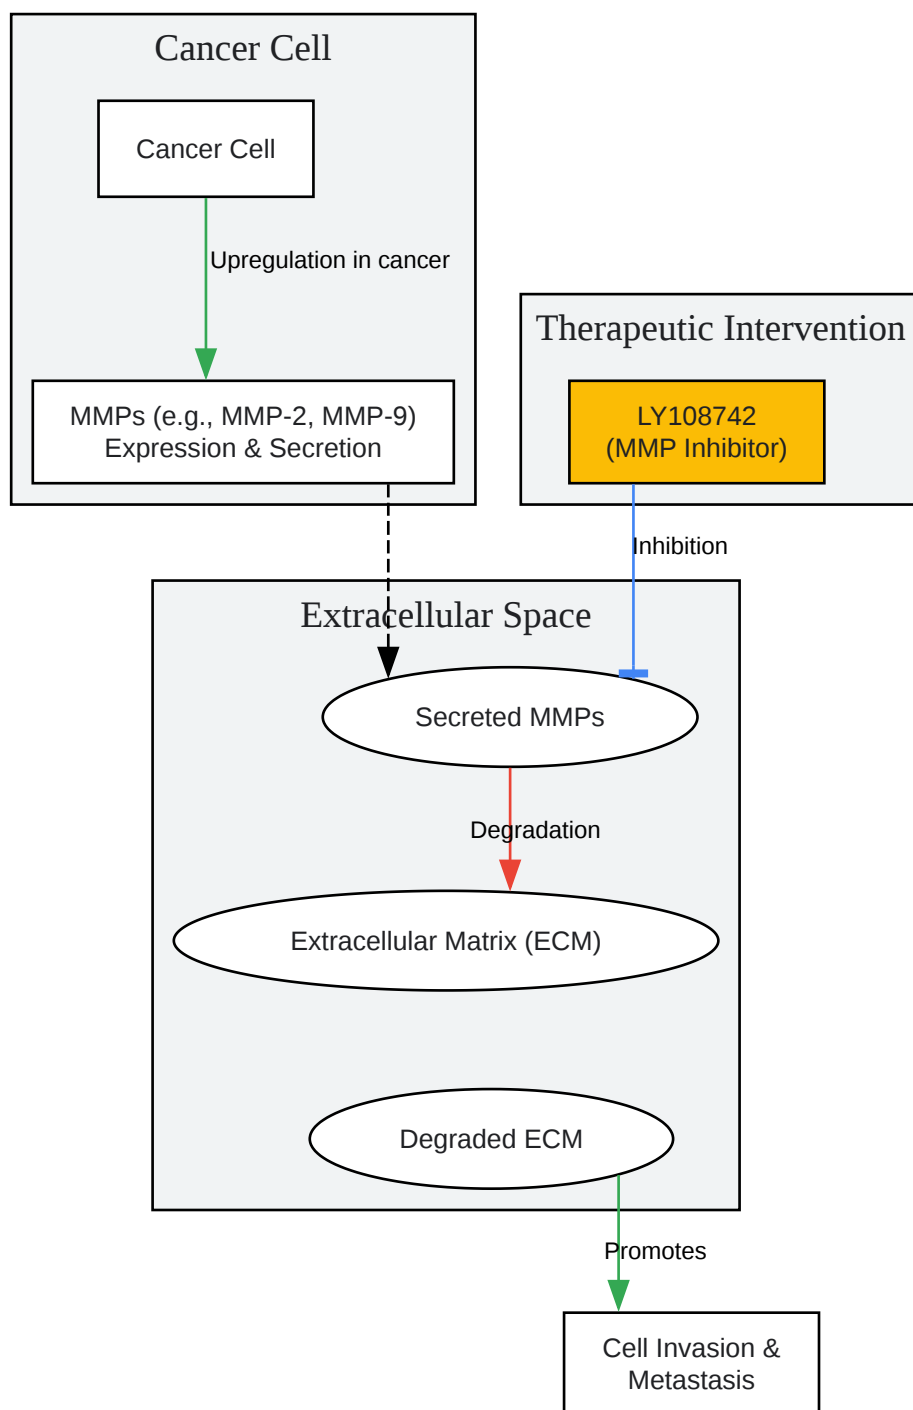 Cancer Cell
Cancer Cell
Upregulation in cancer
MMPs (e.g., MMP-2, MMP-9)
Expression & Secretion
Therapeutic Intervention
LY108742
(MMP Inhibitor)
Inhibition
Extracellular Space
Secreted MMPs
Degradation
Extracellular Matrix (ECM)
Degraded ECM
Promotes
Cell Invasion &
Metastasis